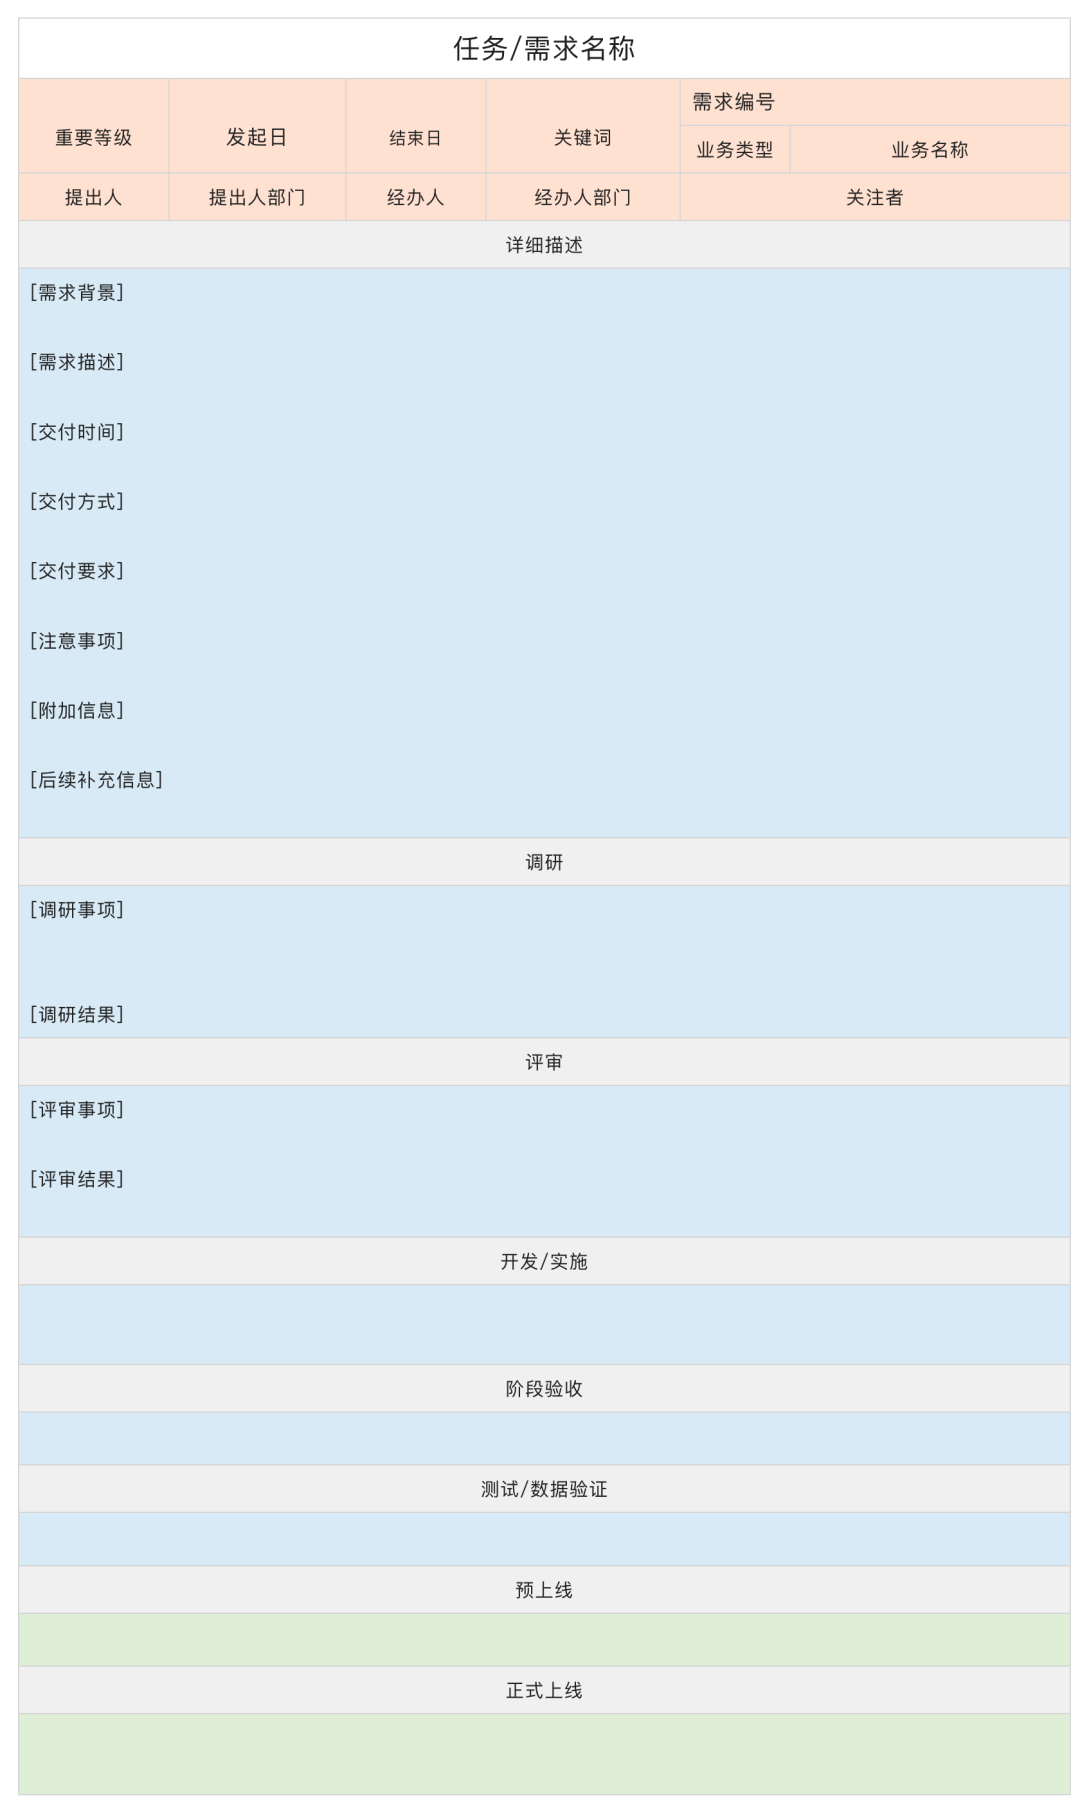 任务/需求名称
重要等级 发起日 结束日 关键词 需求编号
业务类型 业务名称
提出人 提出人部门 经办人 经办人部门 关注者
详细描述
[需求背景]
[需求描述]
[交付时间]
[交付方式]
[交付要求]
[注意事项]
[附加信息]
[后续补充信息]
调研
[调研事项]
[调研结果]
评审
[评审事项]
[评审结果]
开发/实施
阶段验收
测试/数据验证
预上线
正式上线